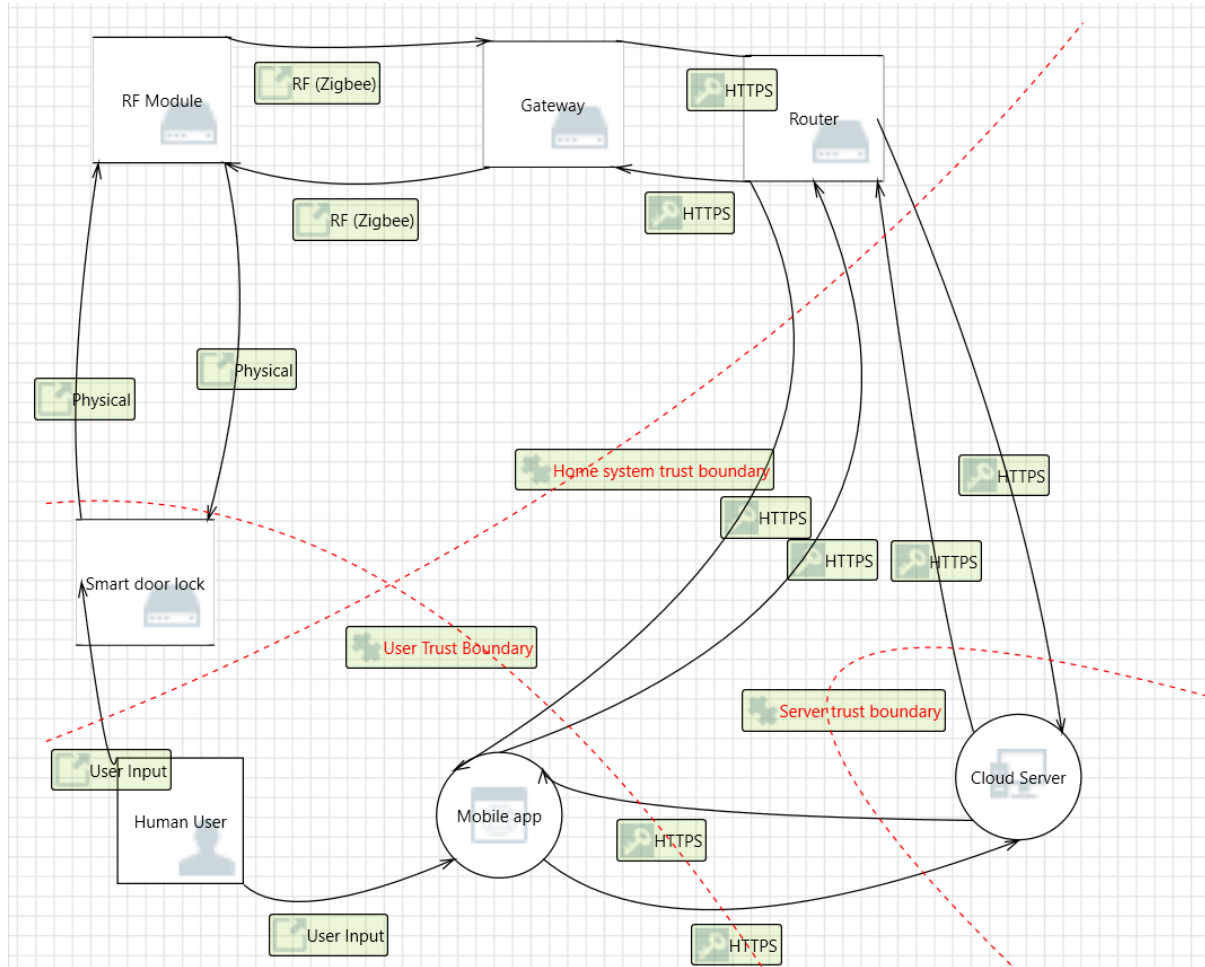 RF (Zigbee)
RF Module
Gateway
HTTPS
Router
RF (Zigbee)
HTTPS
Physical
Physical
Home system trust boundary
HTTPS
HTTPS
HTTPS
HTTPS
Smart door lock
User Trust Boundary
Server trust boundary
User Input
Human User
Mobile app
Cloud Server
HTTPS
User Input
HTTPS